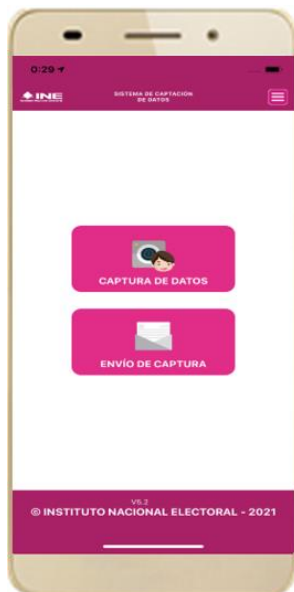 0:29
INE
SISTEMA DE CAPTACIÓN
DE DATOS
CAPTURA DE DATOS
ENVÍO DE CAPTURA
V5.2
© INSTITUTO NACIONAL ELECTORAL - 2021